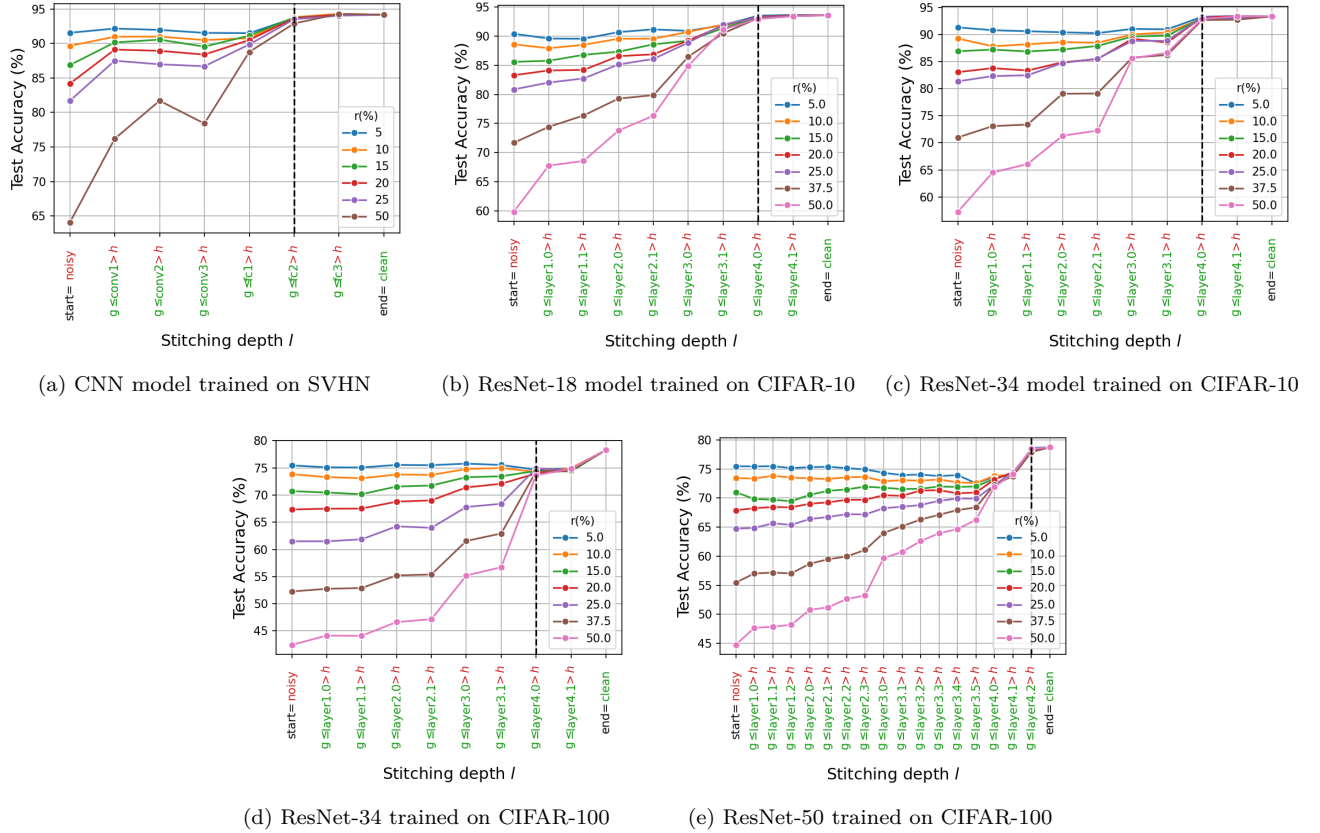 95
90
85
80
75
70
65
Test Accuracy (%)
r(%)
5
10
15
20
25
50
start= noisy
g ≤conv1> h
g ≤conv2> h
g ≤conv3> h
g ≤fc1> h
g ≤fc2> h
g ≤fc3> h
end= clean
Stitching depth l
(a) CNN model trained on SVHN
95
90
85
80
75
70
65
60
Test Accuracy (%)
r(%)
5.0
10.0
15.0
20.0
25.0
37.5
50.0
start= noisy
g ≤layer1.0> h
g ≤layer1.1> h
g ≤layer2.0> h
g ≤layer2.1> h
g ≤layer3.0> h
g ≤layer3.1> h
g ≤layer4.0> h
g ≤layer4.1> h
end= clean
Stitching depth l
(b) ResNet-18 model trained on CIFAR-10
95
90
85
80
75
70
65
60
Test Accuracy (%)
r(%)
5.0
10.0
15.0
20.0
25.0
37.5
50.0
start= noisy
g ≤layer1.0> h
g ≤layer1.1> h
g ≤layer2.0> h
g ≤layer2.1> h
g ≤layer3.0> h
g ≤layer3.1> h
g ≤layer4.0> h
g ≤layer4.1> h
end= clean
Stitching depth l
(c) ResNet-34 model trained on CIFAR-10
80
75
70
65
60
55
50
45
Test Accuracy (%)
r(%)
5.0
10.0
15.0
20.0
25.0
37.5
50.0
start= noisy
g ≤layer1.0> h
g ≤layer1.1> h
g ≤layer2.0> h
g ≤layer2.1> h
g ≤layer3.0> h
g ≤layer3.1> h
g ≤layer4.0> h
g ≤layer4.1> h
end= clean
Stitching depth l
(d) ResNet-34 trained on CIFAR-100
80
75
70
65
60
55
50
45
Test Accuracy (%)
r(%)
5.0
10.0
15.0
20.0
25.0
37.5
50.0
start= noisy
g ≤layer1.0> h
g ≤layer1.1> h
g ≤layer1.2> h
g ≤layer2.0> h
g ≤layer2.1> h
g ≤layer2.2> h
g ≤layer2.3> h
g ≤layer3.0> h
g ≤layer3.1> h
g ≤layer3.2> h
g ≤layer3.3> h
g ≤layer3.4> h
g ≤layer3.5> h
g ≤layer4.0> h
g ≤layer4.1> h
g ≤layer4.2> h
end= clean
Stitching depth l
(e) ResNet-50 trained on CIFAR-100